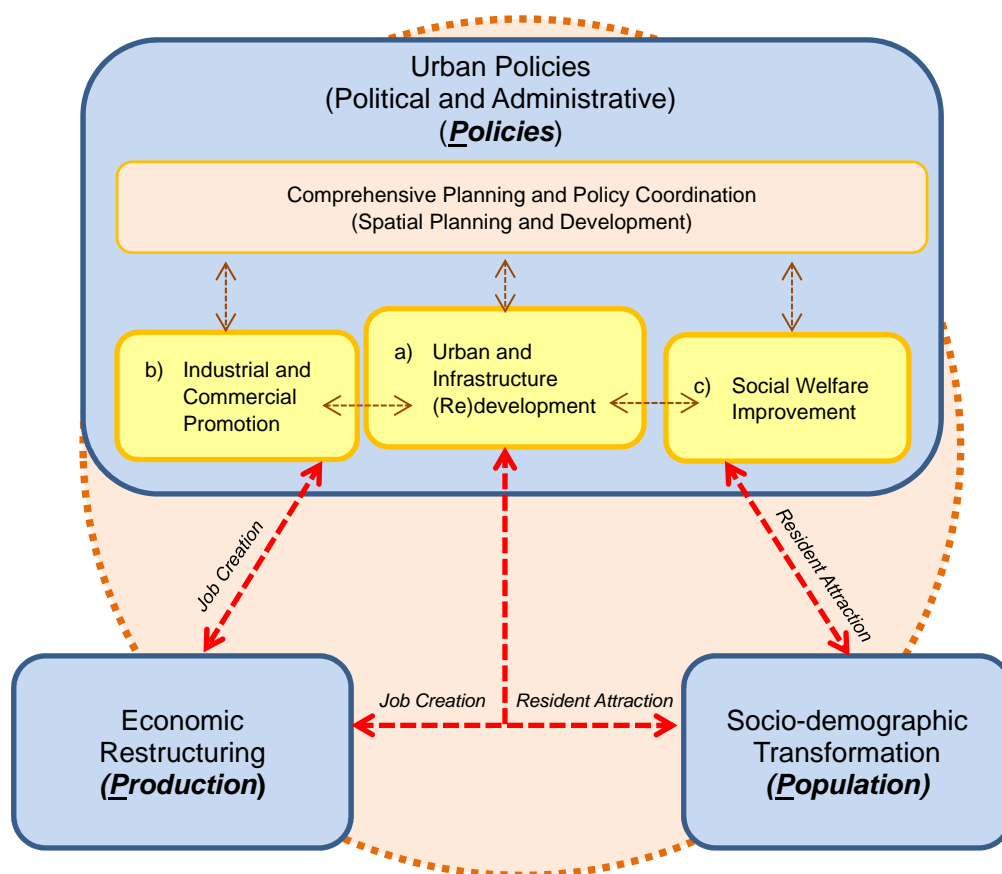 Urban Policies
(Political and Administrative)
(Policies)
Comprehensive Planning and Policy Coordination
(Spatial Planning and Development)
b) Industrial and
Commercial
Promotion
a) Urban and
Infrastructure
(Re)development
c) Social Welfare
Improvement
Job Creation
Resident Attraction
Job Creation
Resident Attraction
Economic
Restructuring
(Production)
Socio-demographic
Transformation
(Population)